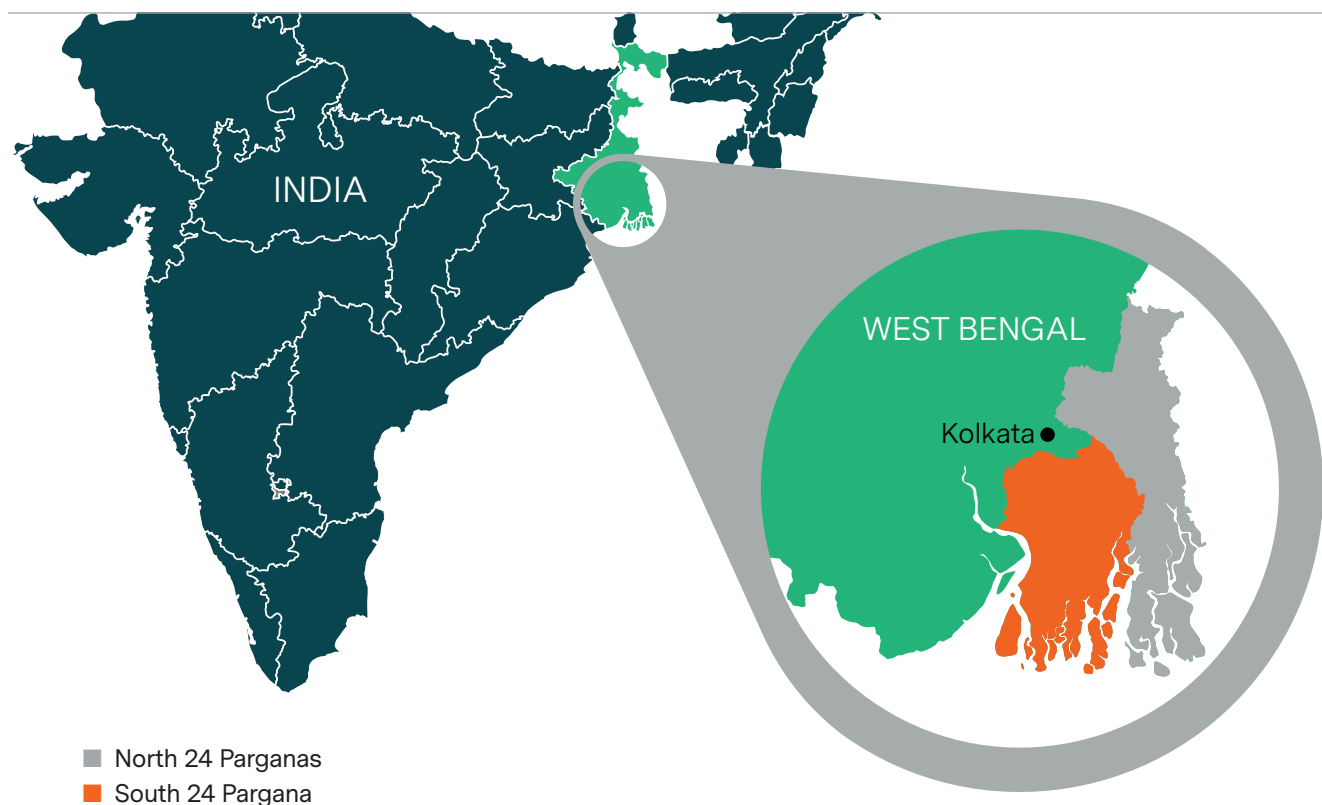 INDIA
WEST BENGAL
Kolkata
North 24 Parganas
South 24 Pargana